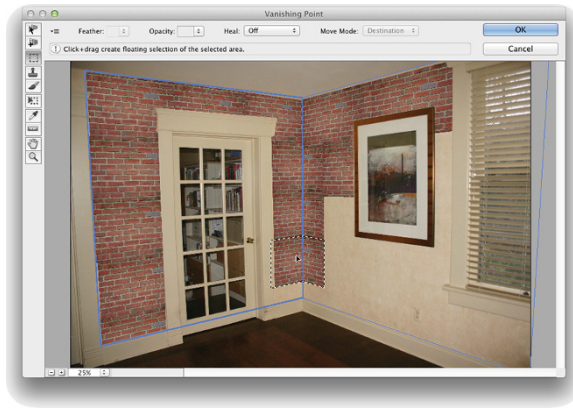 Vanishing Point
Feather: Opacity: Heal: Off Move Mode: Destination OK
Click+drag create floating selection of the selected area. Cancel
25%